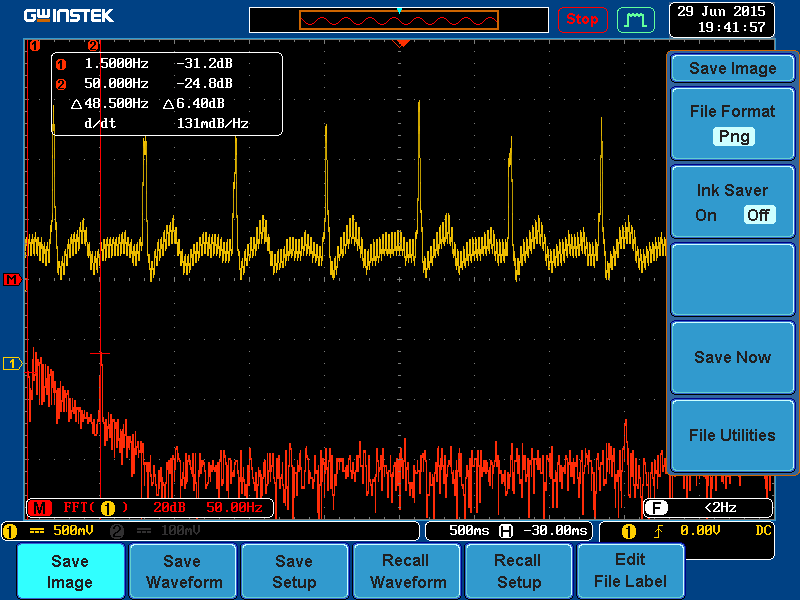 GWINSTEK
Stop
29 Jun 2015
19:41:57
1 2
1 1.5000Hz -31.2dB
2 50.000Hz -24.8dB
△48.500Hz △6.40dB
d/dt 131mdB/Hz
M
1
Save Image
File Format
Png
Ink Saver
On Off
Save Now
File Utilities
M FFT( 1 ) 20dB 50.00Hz
F <2Hz
1 500mV 2 100mV
500ms H -30.00ms
1 0.00V DC
Save Image
Save Waveform
Save Setup
Recall Waveform
Recall Setup
Edit File Label